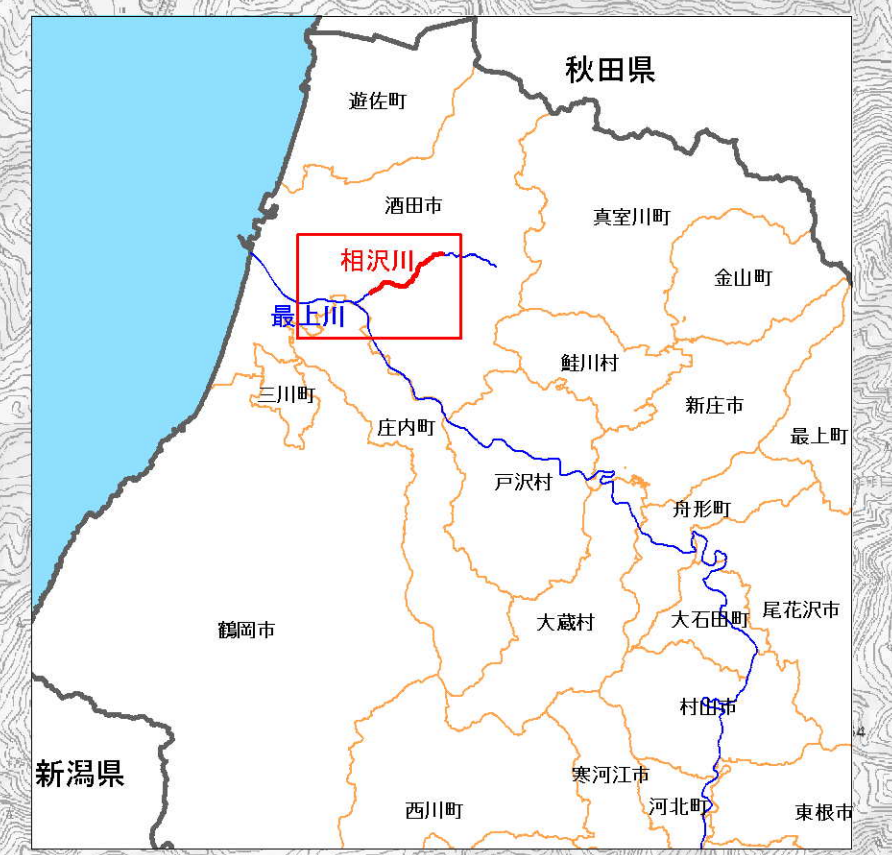 秋田県
遊佐町
酒田市
真室川町
相沢川
金山町
最上川
鮭川村
三川町
新庄市
庄内町
最上町
戸沢村
舟形町
尾花沢市
大石田町
大蔵村
鶴岡市
村山市
新潟県
寒河江市
河北町
西川町
東根市